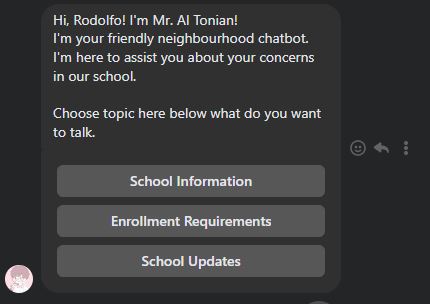 Hi, Rodolfo! I'm Mr. Al Tonian!
I'm your friendly neighbourhood chatbot.
I'm here to assist you about your concerns
in our school.
Choose topic here below what do you want
to talk.
School Information
Enrollment Requirements
School Updates